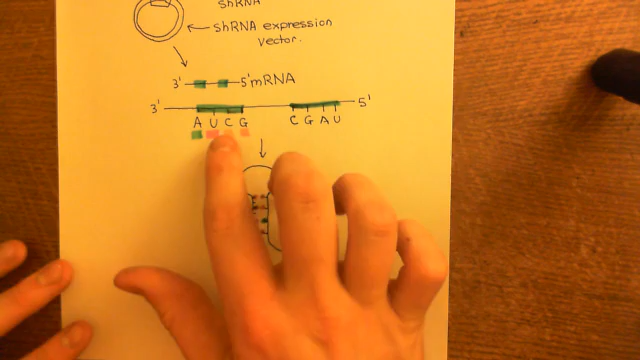 shRNA
shRNA expression
vector.
3' 5' mRNA
3' 5'
A U C G C G A U